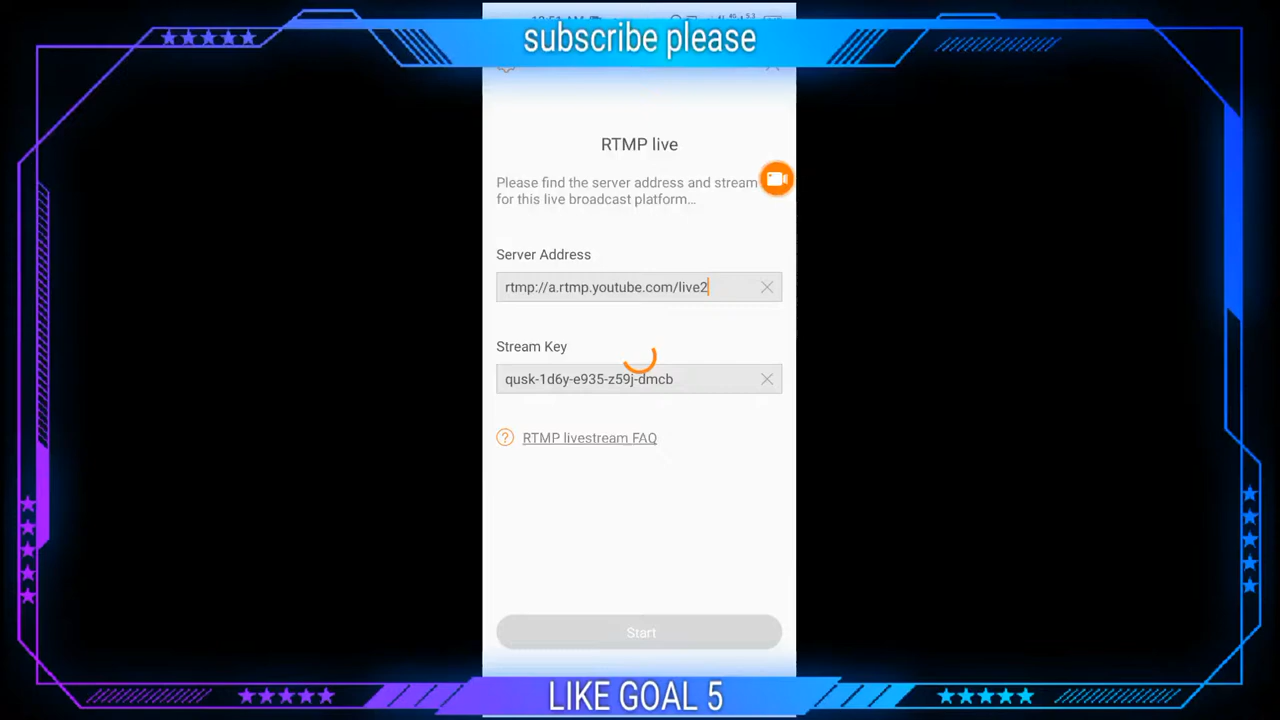 subscribe please
RTMP live
Please find the server address and stream
for this live broadcast platform...
Server Address
rtmp://a.rtmp.youtube.com/live2
Stream Key
qusk-1d6y-e935-z59j-dmcb
RTMP livestream FAQ
Start
LIKE GOAL 5